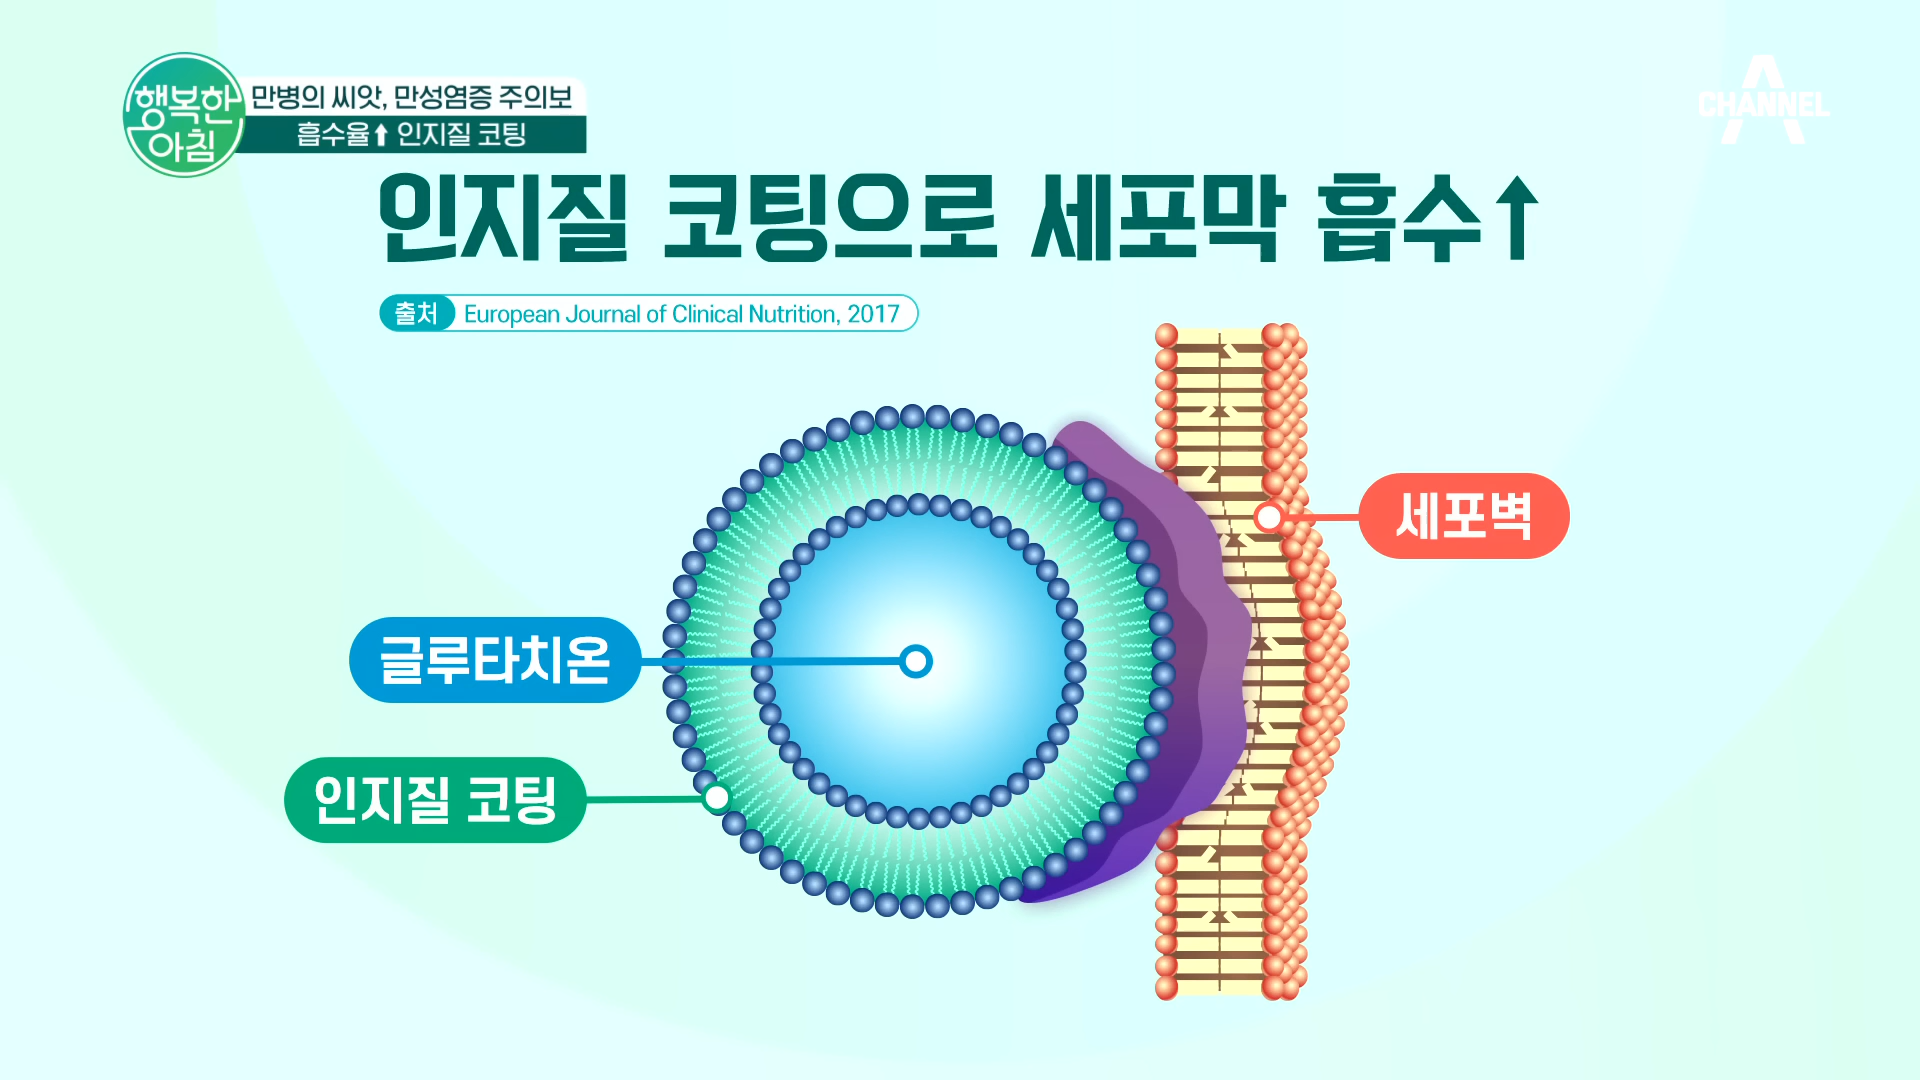 행복한
아침
만병의 씨앗, 만성염증 주의보
흡수율↑ 인지질 코팅
CHANNEL A
인지질 코팅으로 세포막 흡수↑
출처 European Journal of Clinical Nutrition, 2017
세포벽
글루타치온
인지질 코팅